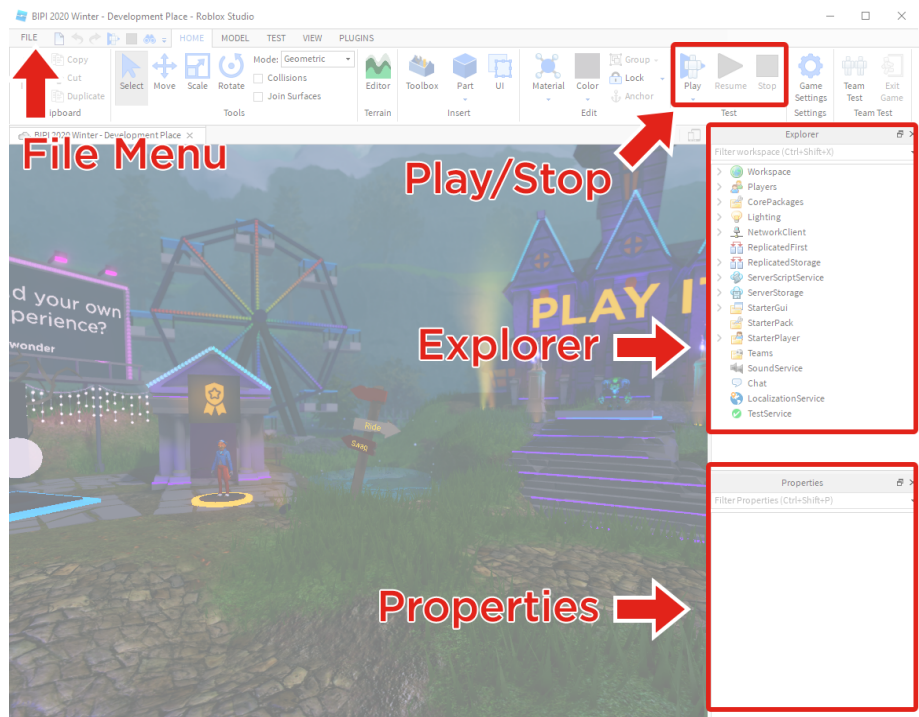 BIPI 2020 Winter - Development Place - Roblox Studio
FILE HOME MODEL TEST VIEW PLUGINS
Copy
Cut
Duplicate
Select Move Scale Rotate
Mode: Geometric
Collisions
Join Surfaces
Editor Toolbox Part UI Material Color
Group
Lock
Anchor
Play Resume Stop
Game Settings
Team Test
Exit Game
Tools Terrain Insert Edit Test Settings Team Test
BIPI 2020 Winter - Development Place
File Menu
Play/Stop
Explorer
Filter workspace (Ctrl+Shift+X)
Workspace
Players
CorePackages
Lighting
NetworkClient
ReplicatedFirst
ReplicatedStorage
ServerScriptService
ServerStorage
StarterGui
StarterPack
StarterPlayer
Teams
SoundService
Chat
LocalizationService
TestService
d your own
perience?
wonder
PLAY I
Explorer
Ride
Properties
Filter Properties (Ctrl+Shift+P)
Properties